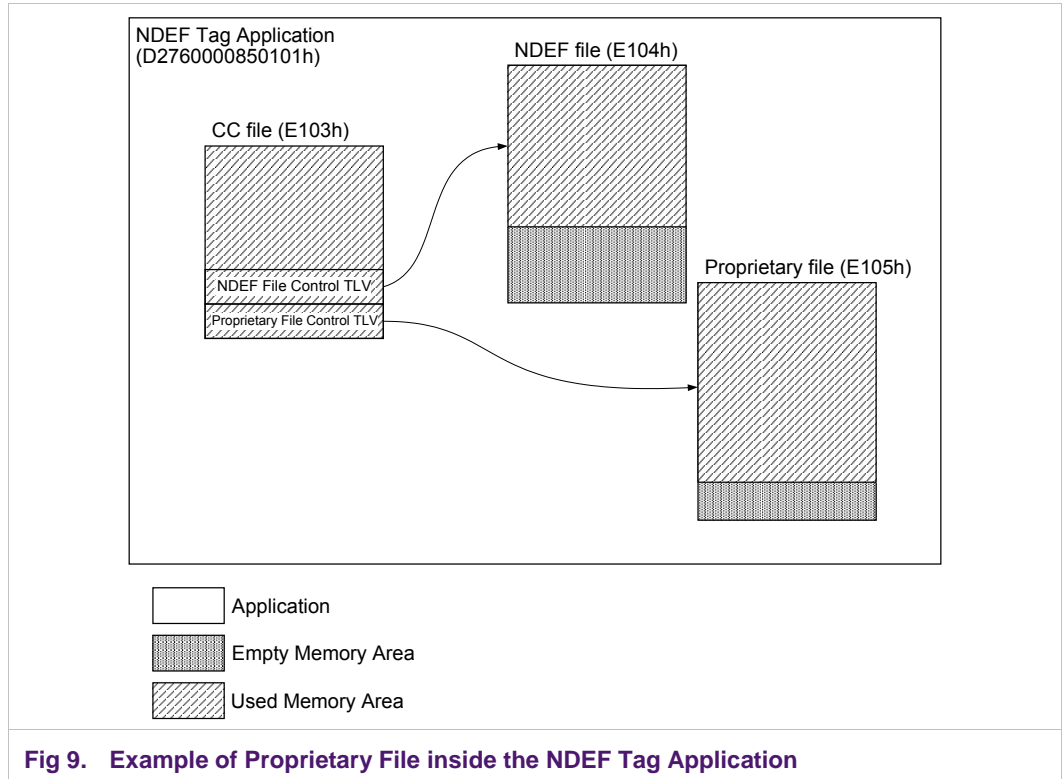 NDEF Tag Application
(D2760000850101h)
NDEF file (E104h)
CC file (E103h)
NDEF File Control TLV
Proprietary File Control TLV
Proprietary file (E105h)
Application
Empty Memory Area
Used Memory Area
Fig 9. Example of Proprietary File inside the NDEF Tag Application